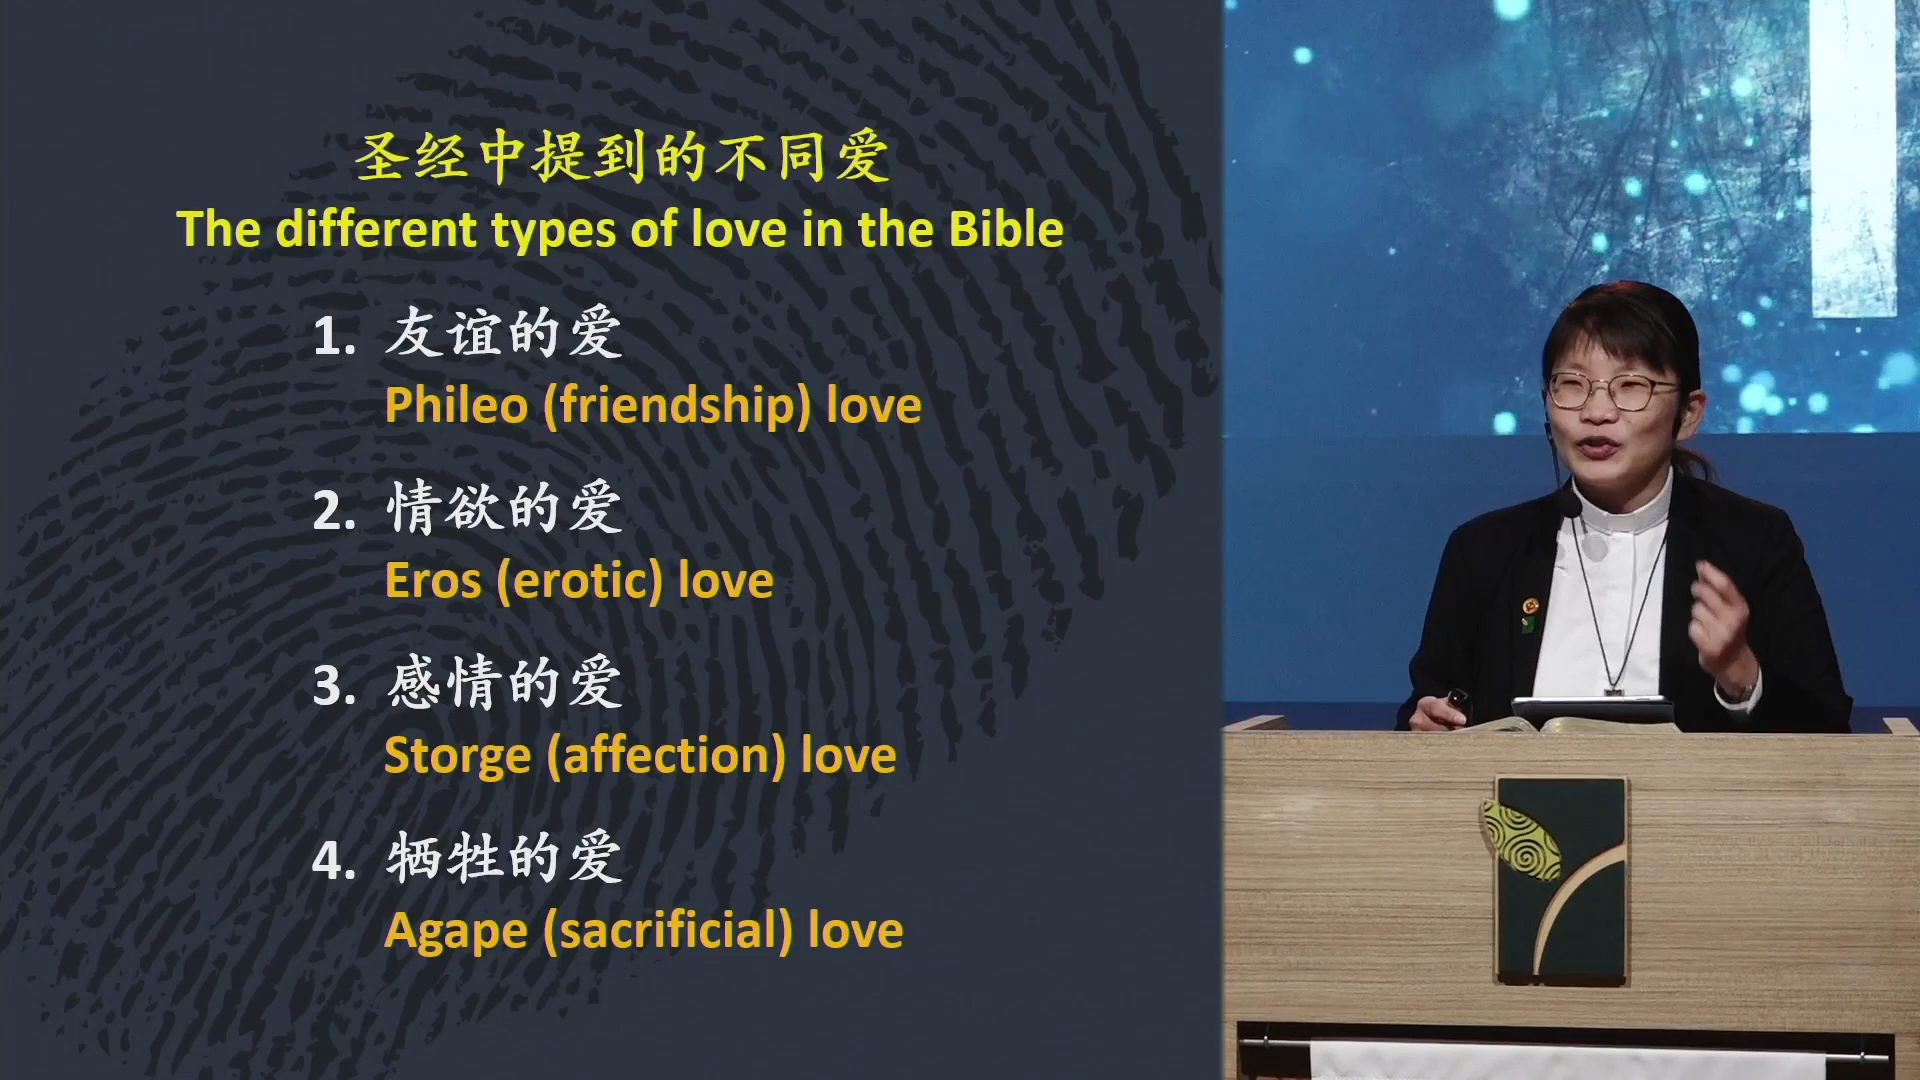 圣经中提到的不同爱
The different types of love in the Bible
1. 友谊的爱
Phileo (friendship) love
2. 情欲的爱
Eros (erotic) love
3. 感情的爱
Storge (affection) love
4. 牺牲的爱
Agape (sacrificial) love